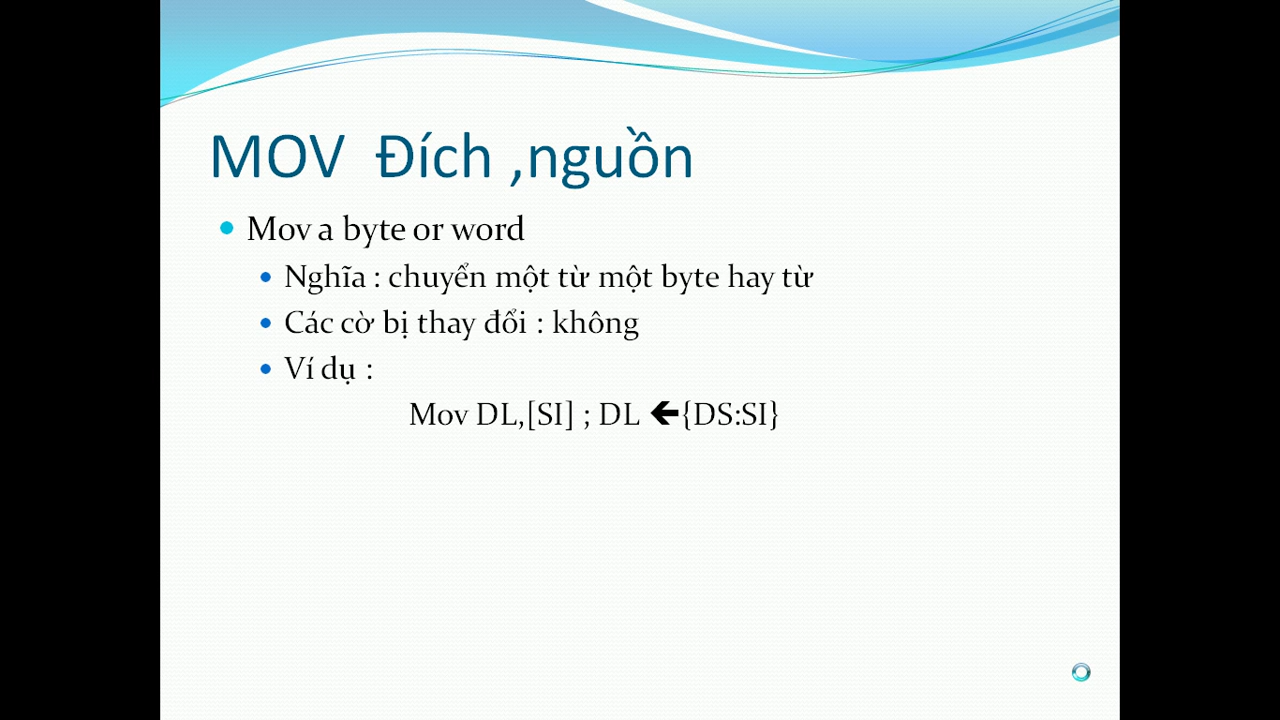 MOV Đích ,nguồn
Mov a byte or word
Nghĩa : chuyển một từ một byte hay từ
Các cờ bị thay đổi : không
Ví dụ :
Mov DL,[SI] ; DL 🡸{DS:SI}